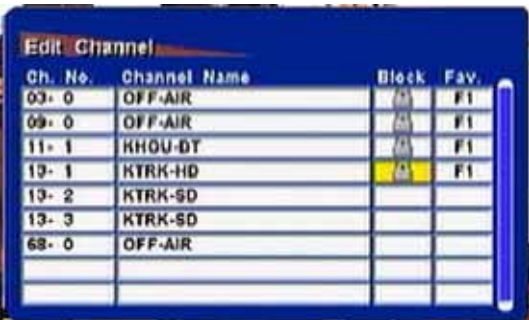 Edit Channel
Ch. No. Channel Name Block Fav.
03- 0 OFF-AIR F1
09- 0 OFF-AIR F1
11- 1 KHOU-DT F1
13- 1 KTRK-HD F1
13- 2 KTRK-SD
13- 3 KTRK-SD
68- 0 OFF-AIR